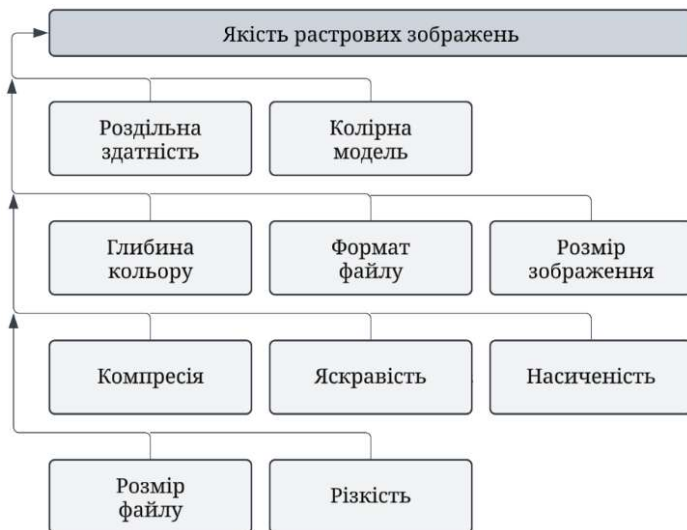 Якість растрових зображень
Роздільна
здатність
Колірна
модель
Глибина
кольору
Формат
файлу
Розмір
зображення
Компресія
Яскравість
Насиченість
Розмір
файлу
Різкість